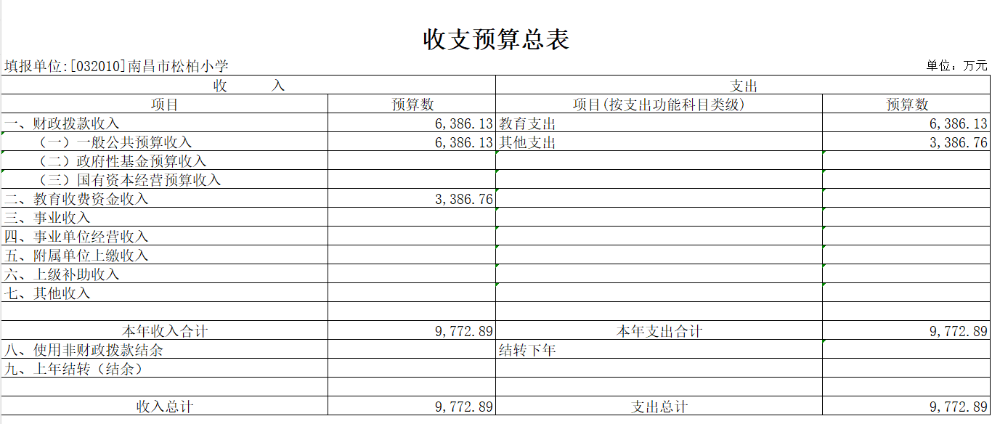 收支预算总表
填报单位:[032010]南昌市松柏小学 单位：万元
收 入 支出
项目 预算数 项目(按支出功能科目类级) 预算数
一、财政拨款收入 6,386.13 教育支出 6,386.13
（一）一般公共预算收入 6,386.13 其他支出 3,386.76
（二）政府性基金预算收入
（三）国有资本经营预算收入
二、教育收费资金收入 3,386.76
三、事业收入
四、事业单位经营收入
五、附属单位上缴收入
六、上级补助收入
七、其他收入
本年收入合计 9,772.89 本年支出合计 9,772.89
八、使用非财政拨款结余 结转下年
九、上年结转（结余）
收入总计 9,772.89 支出总计 9,772.89